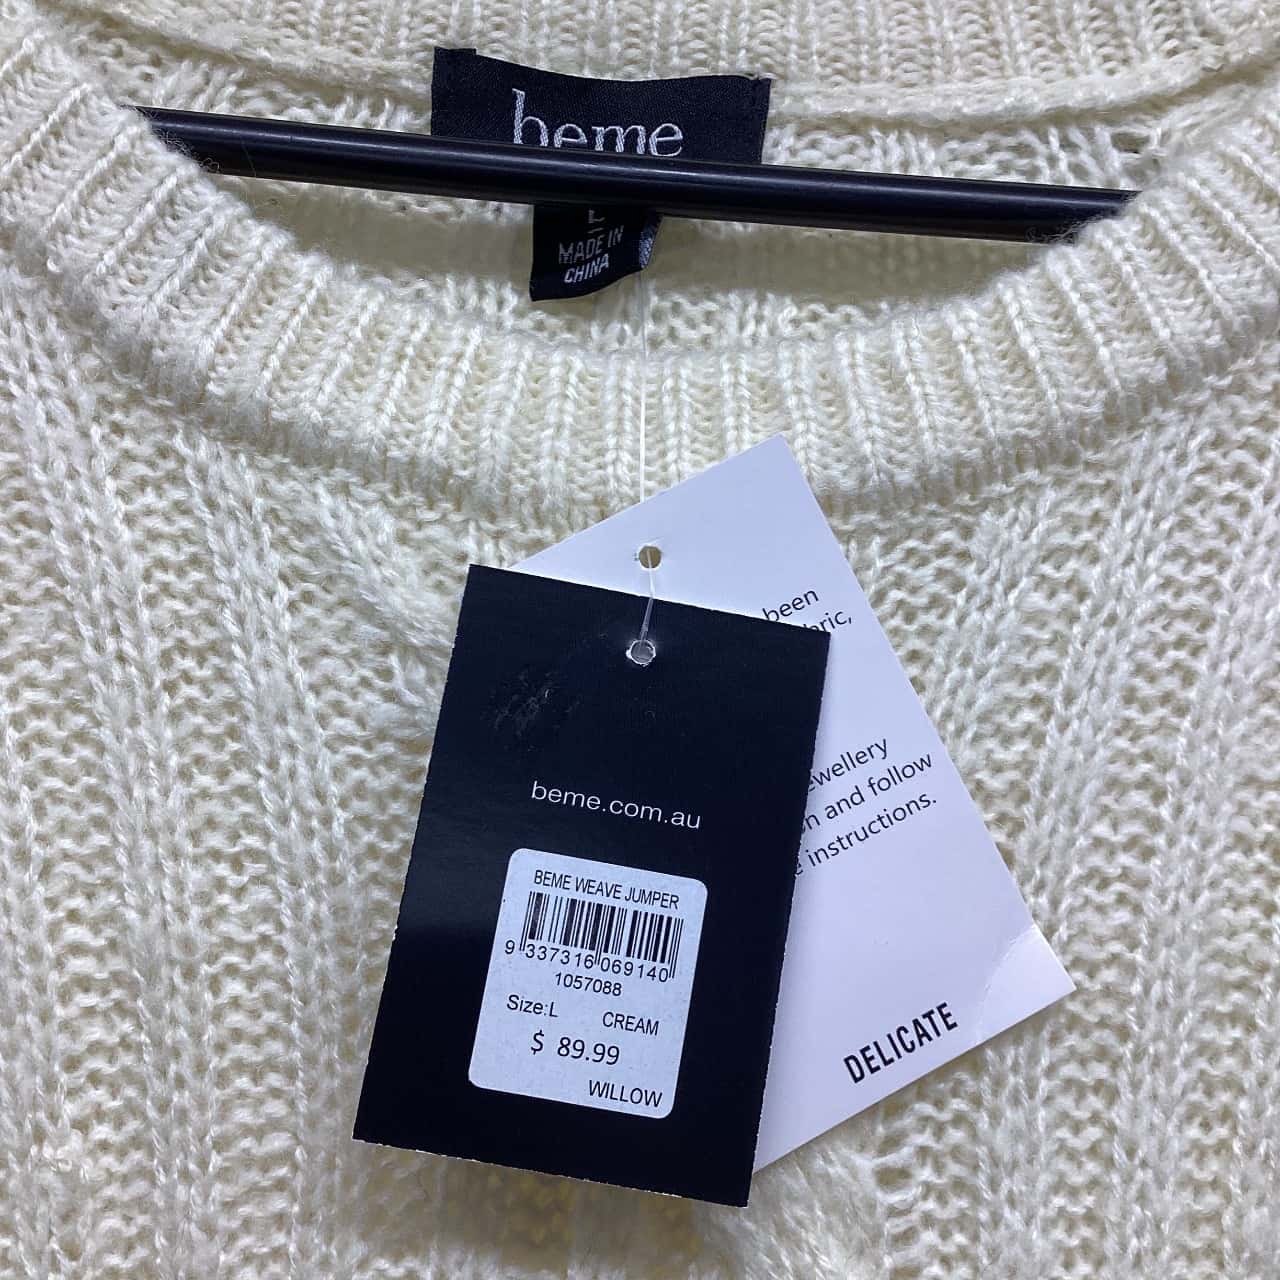 beme
L
MADE IN
CHINA
been
ric,
ewellery
n and follow
e instructions.
DELICATE
beme.com.au
BEME WEAVE JUMPER
9 337316 069140
1057088
Size:L CREAM
$ 89.99
WILLOW